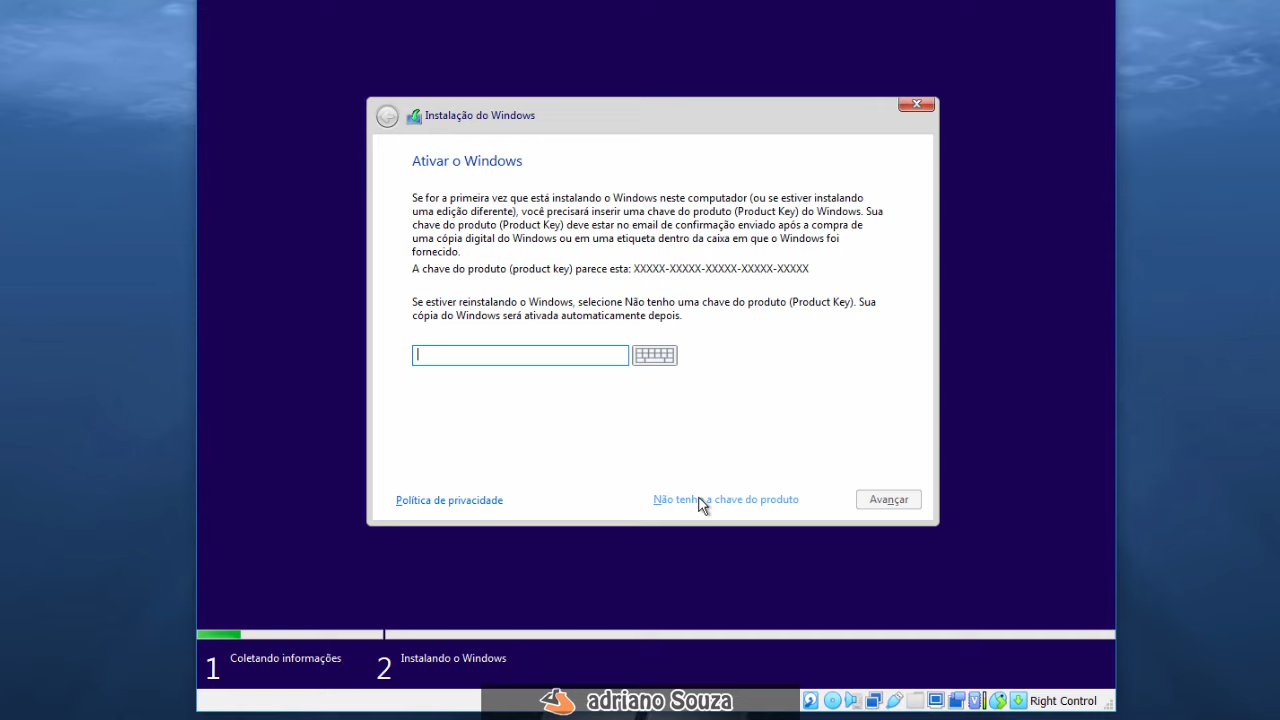 Instalação do Windows
Ativar o Windows
Se for a primeira vez que está instalando o Windows neste computador (ou se estiver instalando
uma edição diferente), você precisará inserir uma chave do produto (Product Key) do Windows. Sua
chave do produto (Product Key) deve estar no email de confirmação enviado após a compra de
uma cópia digital do Windows ou em uma etiqueta dentro da caixa em que o Windows foi
fornecido.
A chave do produto (product key) parece esta: XXXXX-XXXXX-XXXXX-XXXXX-XXXXX
Se estiver reinstalando o Windows, selecione Não tenho uma chave do produto (Product Key). Sua
cópia do Windows será ativada automaticamente depois.
Política de privacidade
Não tenho a chave do produto
Avançar
1 Coletando informações
2 Instalando o Windows
adriano Souza
Right Control